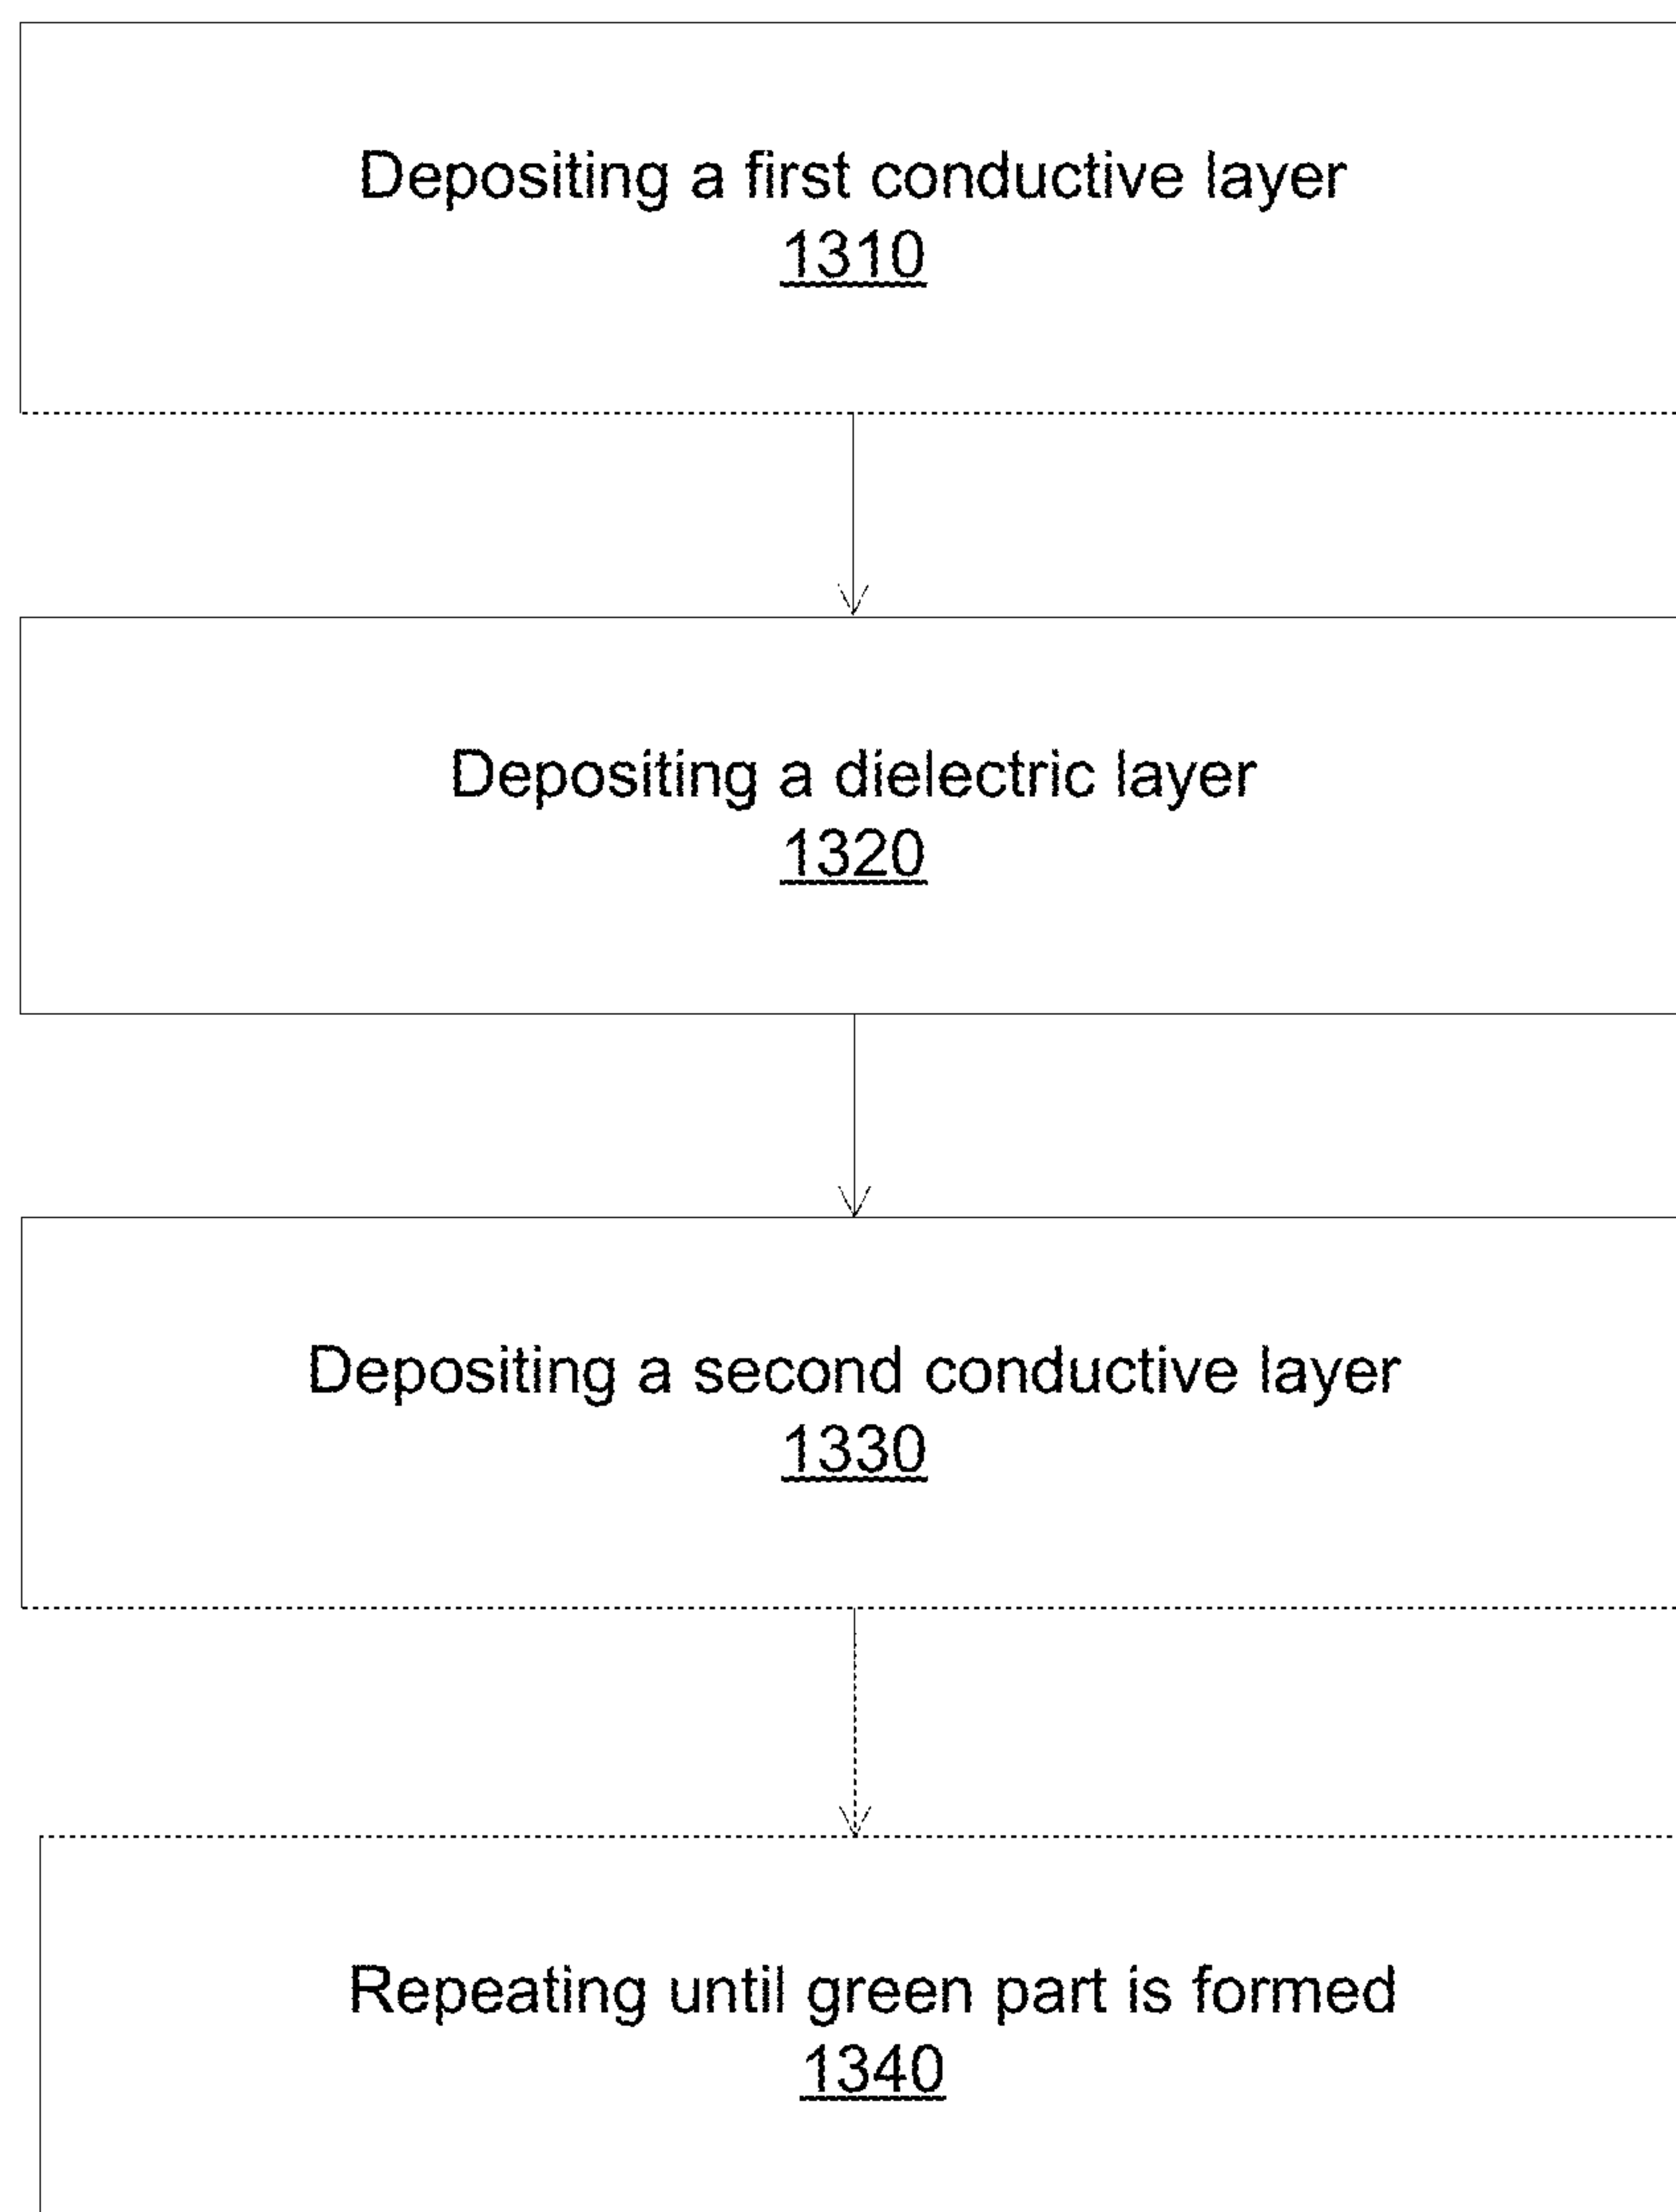 Depositing a first conductive layer
1310
Depositing a dielectric layer
1320
Depositing a second conductive layer
1330
Repeating until green part is formed
1340